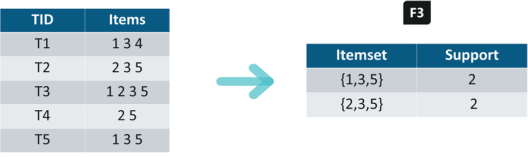 F3
TID Items
T1 1 3 4
T2 2 3 5
T3 1 2 3 5
T4 2 5
T5 1 3 5
Itemset Support
{1,3,5} 2
{2,3,5} 2